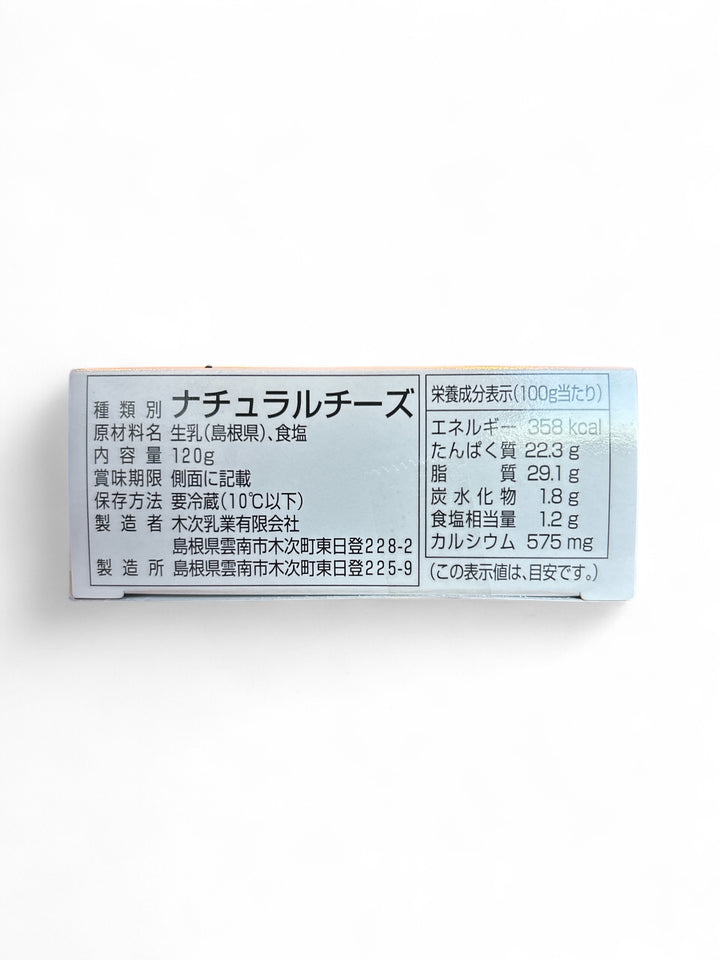 種類別 ナチュラルチーズ
原材料名 生乳(島根県)、食塩
内容量 120g
賞味期限 側面に記載
保存方法 要冷蔵(10℃以下)
製造者 木次乳業有限会社
島根県雲南市木次町東日登228-2
製造所 島根県雲南市木次町東日登225-9
栄養成分表示(100g当たり)
エネルギー 358 kcal
たんぱく質 22.3 g
脂質 29.1 g
炭水化物 1.8 g
食塩相当量 1.2 g
カルシウム 575 mg
(この表示値は、目安です。)